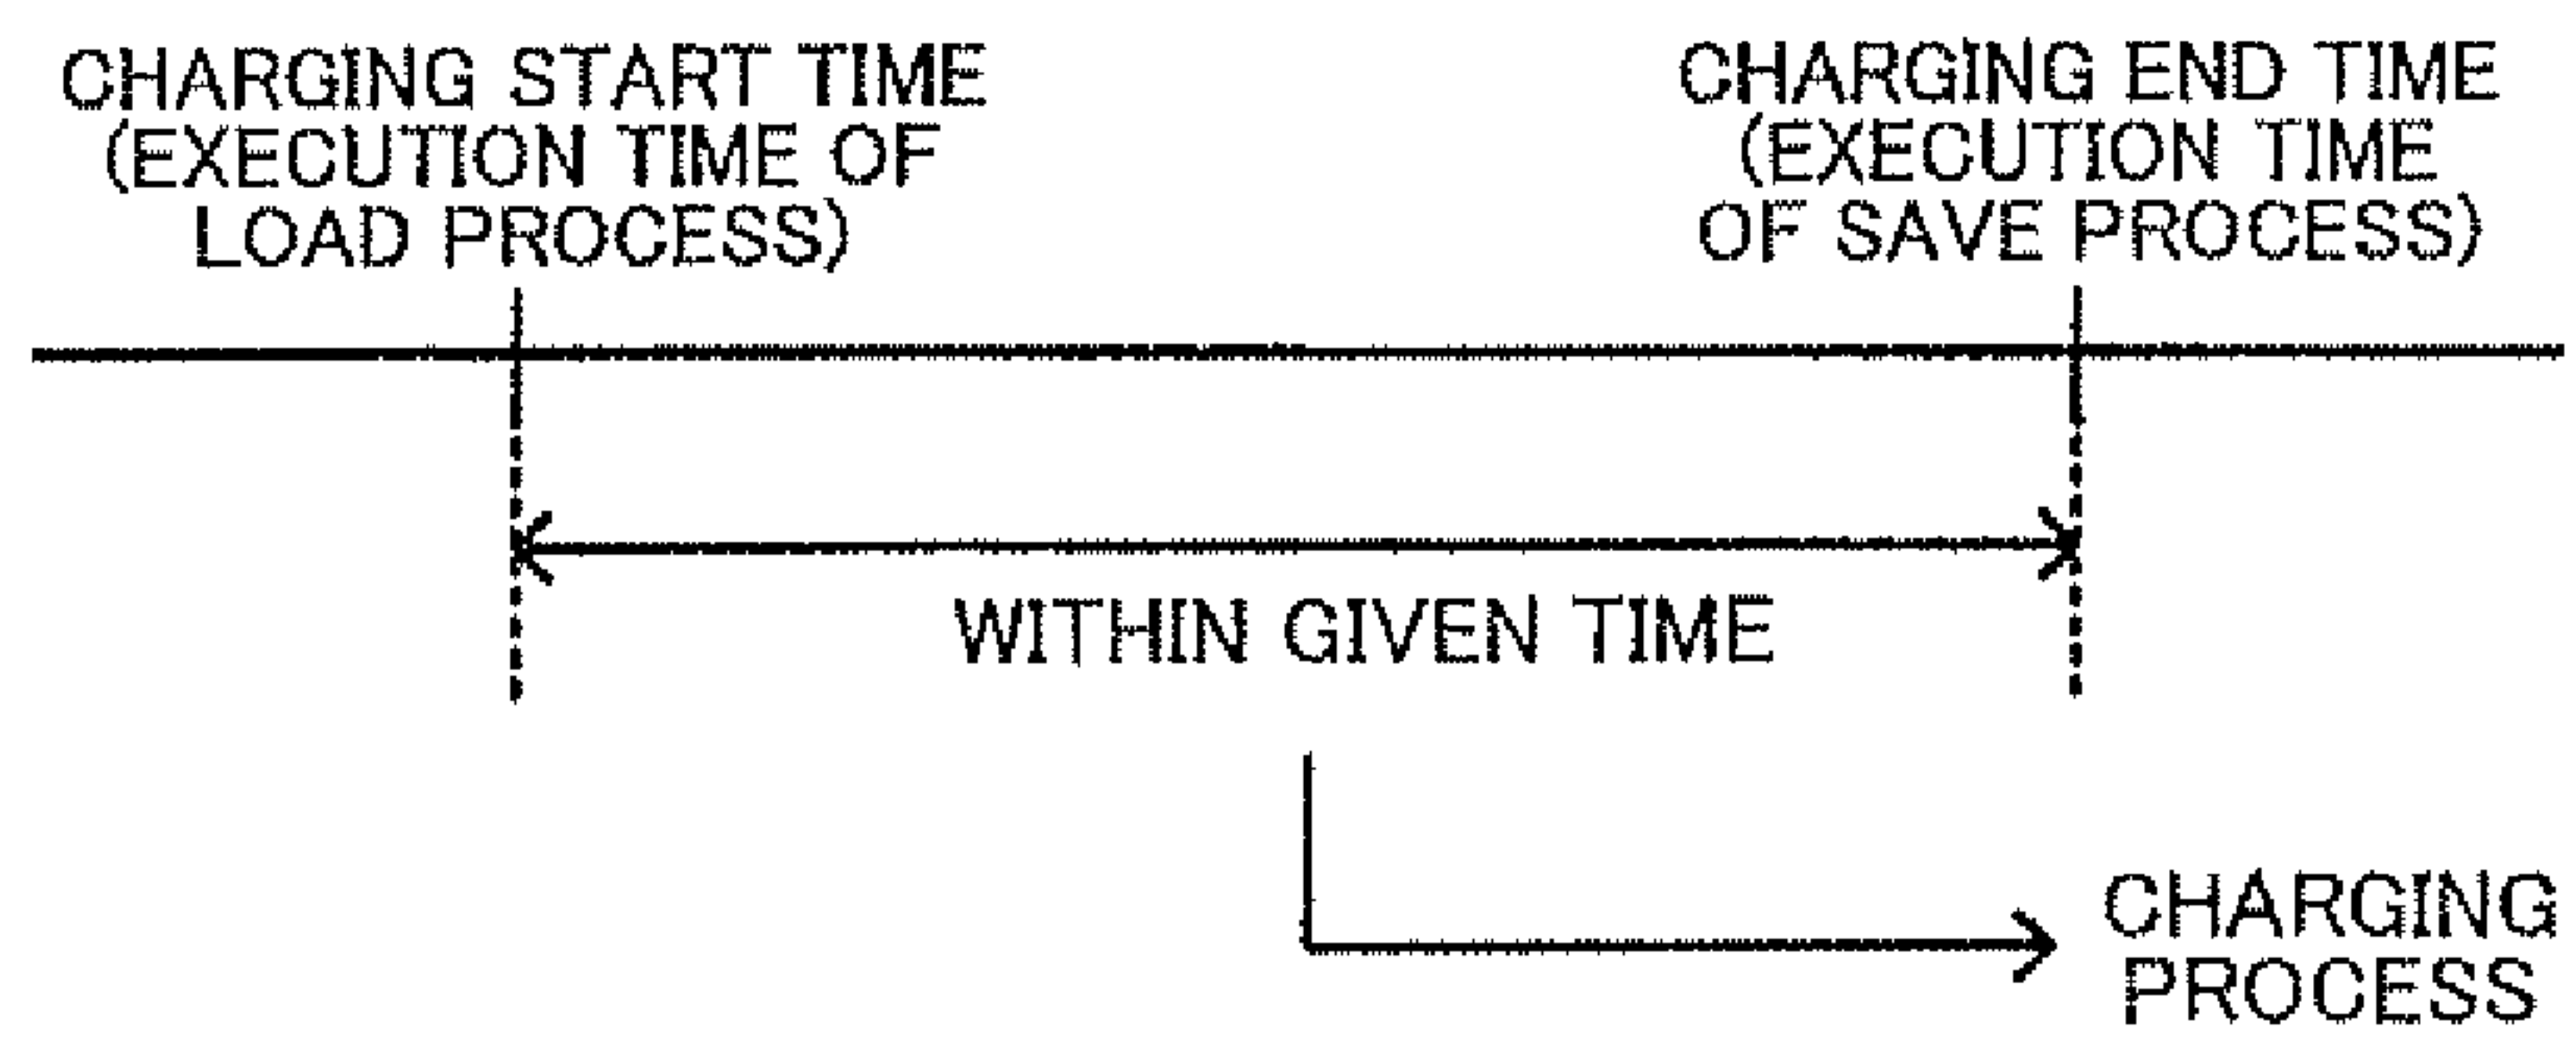 CHARGING START TIME
(EXECUTION TIME OF
LOAD PROCESS)
CHARGING END TIME
(EXECUTION TIME
OF SAVE PROCESS)
WITHIN GIVEN TIME
CHARGING
PROCESS